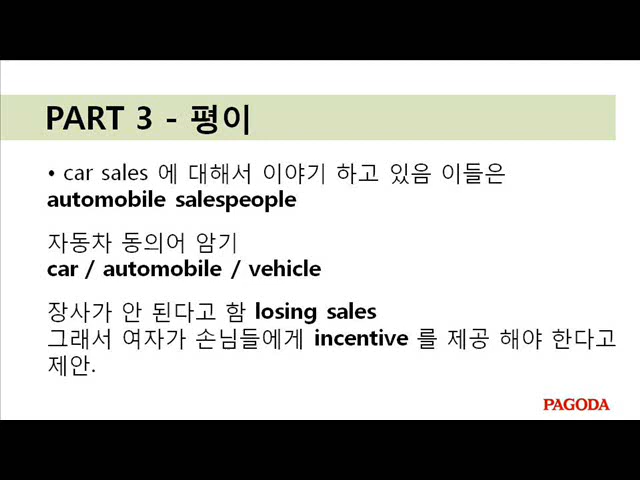 PART 3 - 평이
• car sales 에 대해서 이야기 하고 있음 이들은
automobile salespeople
자동차 동의어 암기
car / automobile / vehicle
장사가 안 된다고 함 losing sales
그래서 여자가 손님들에게 incentive 를 제공 해야 한다고
제안.
PAGODA